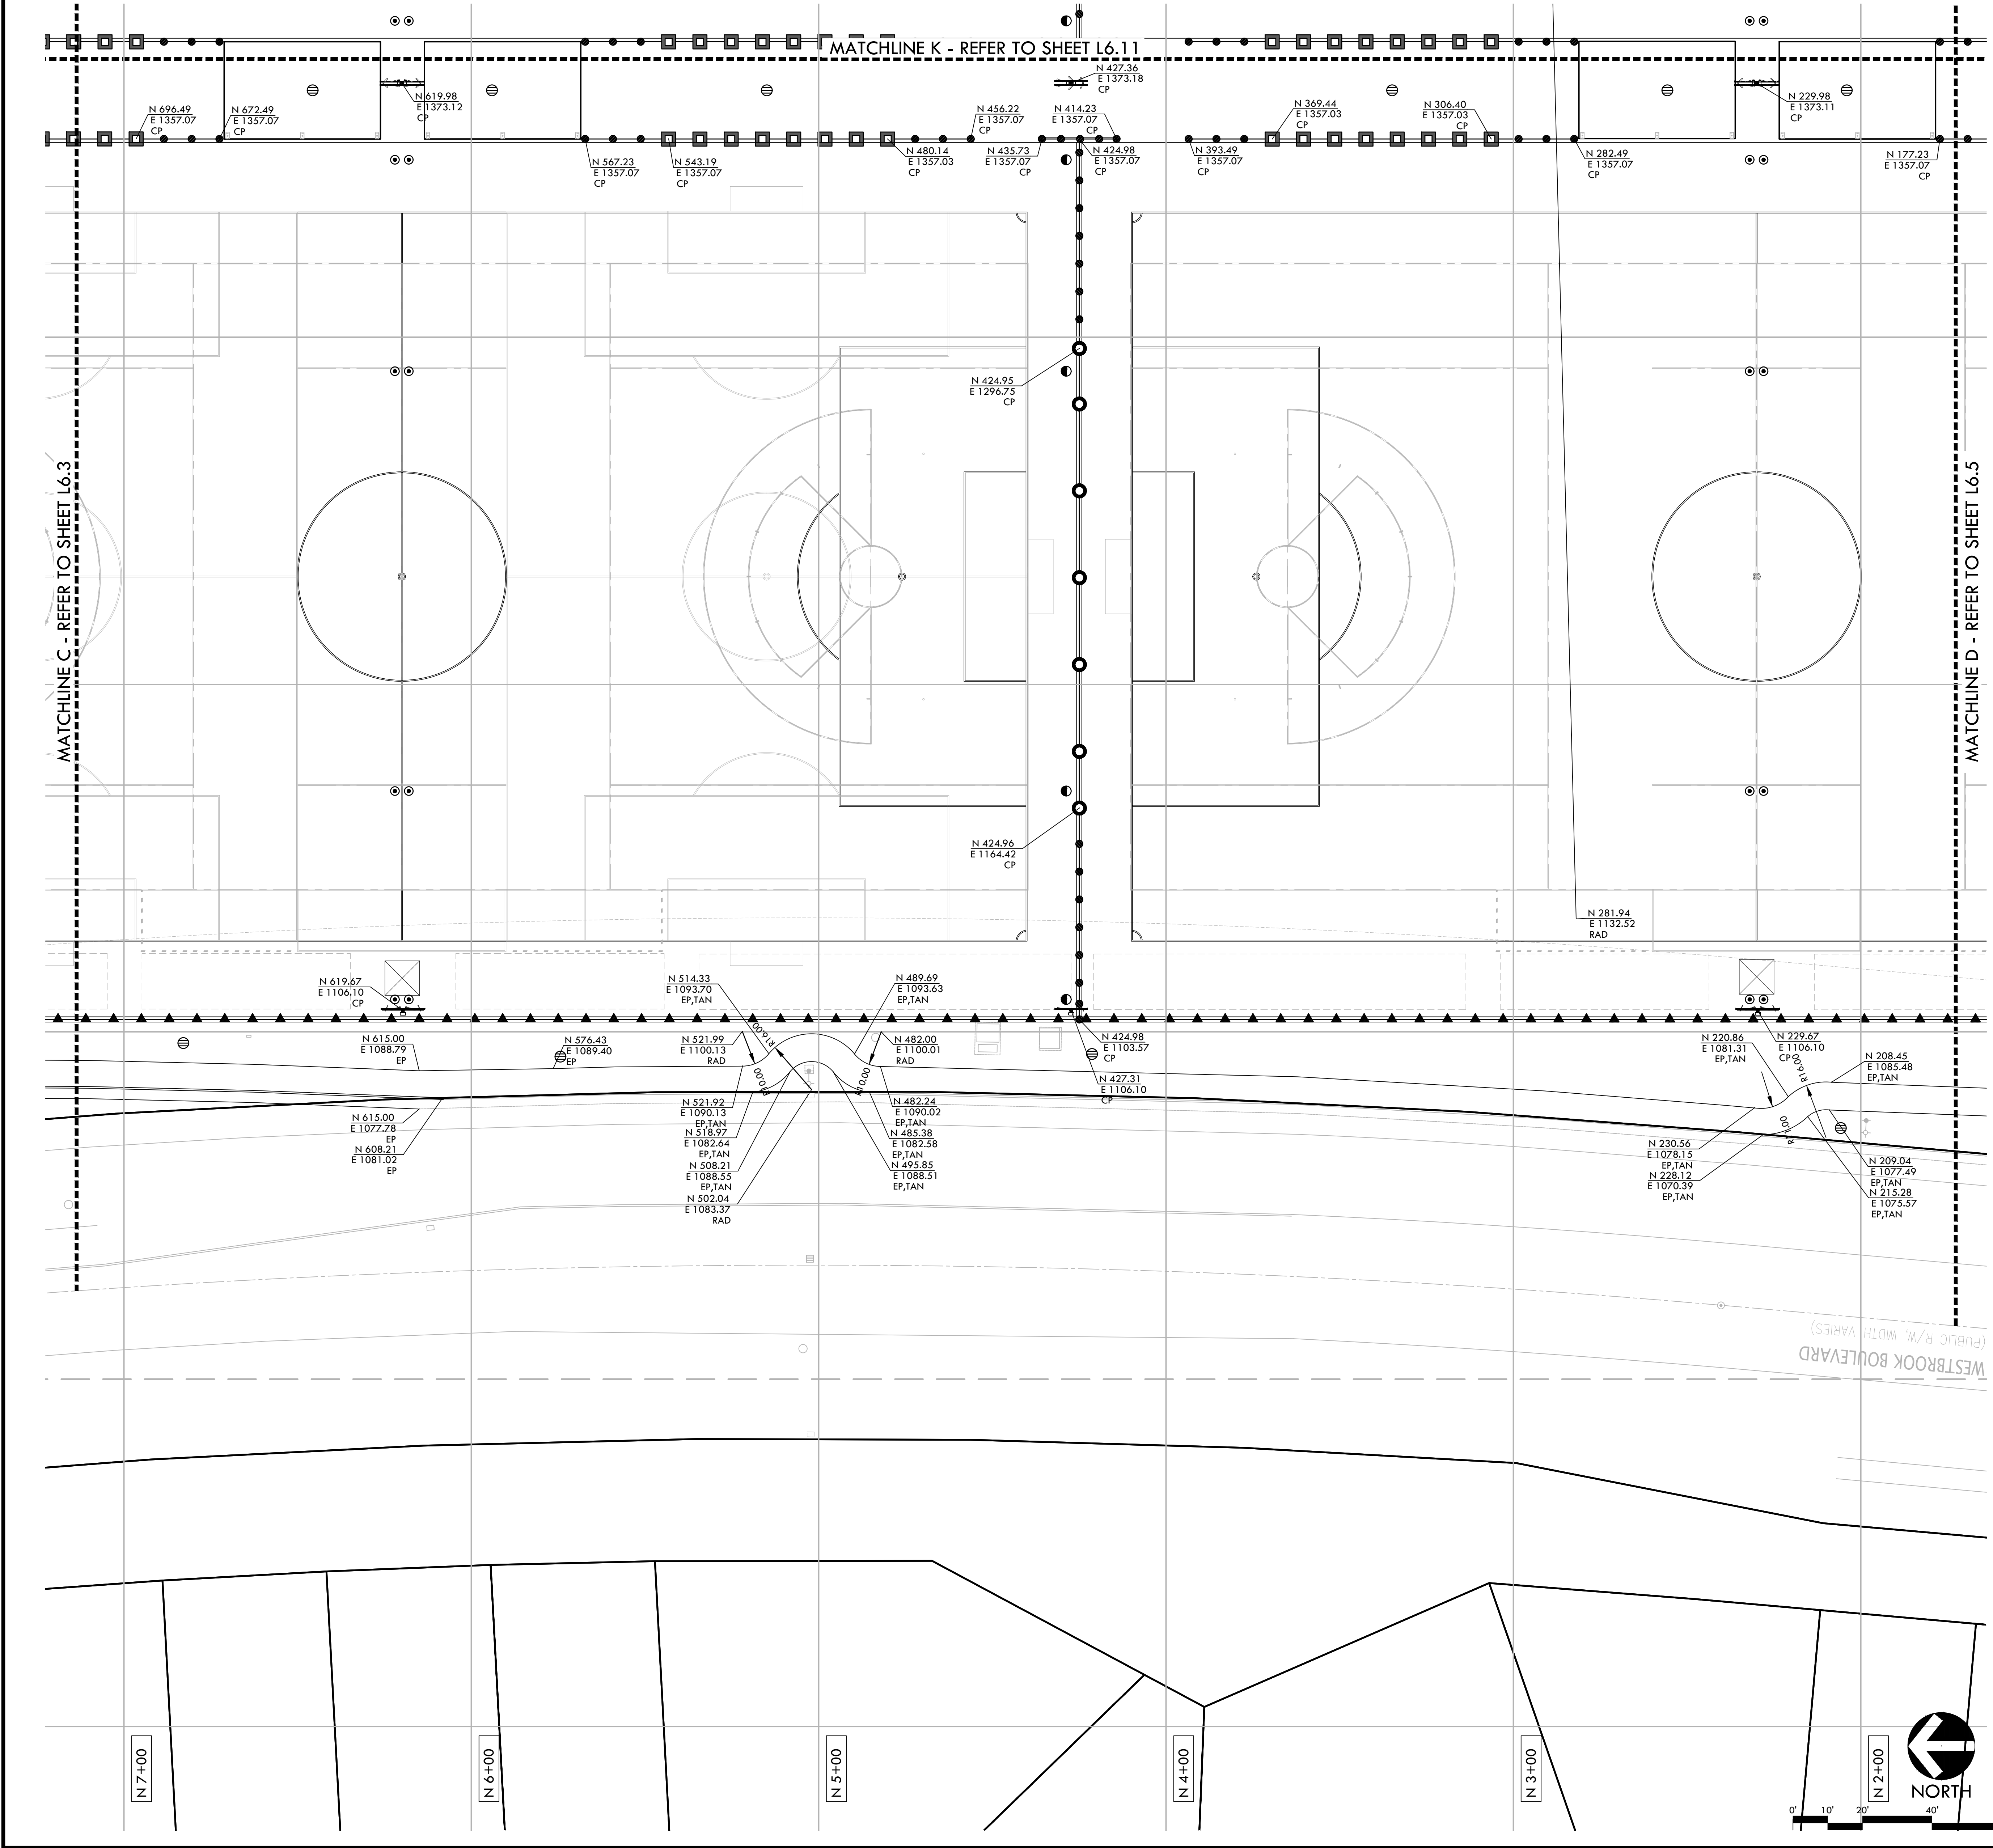 MATCHLINE K - REFER TO SHEET L6.11
N 427.36
E 1373.18
CP
N 696.49
E 1357.07
CP
N 672.49
E 1357.07
CP
N 619.98
E 1373.12
CP
N 456.22
E 1357.07
CP
N 414.23
E 1357.07
CP
N 369.44
E 1357.03
CP
N 306.40
E 1357.03
CP
N 229.98
E 1373.11
CP
N 567.23
E 1357.07
CP
N 543.19
E 1357.07
CP
N 480.14
E 1357.03
CP
N 435.73
E 1357.07
CP
N 424.98
E 1357.07
CP
N 393.49
E 1357.07
CP
N 282.49
E 1357.07
CP
N 177.23
E 1357.07
CP
N 424.95
E 1296.75
CP
MATCHLINE C - REFER TO SHEET L6.3
MATCHLINE D - REFER TO SHEET L6.5
N 424.96
E 1164.42
CP
N 281.94
E 1132.52
RAD
N 619.67
E 1106.10
CP
N 514.33
E 1093.70
EP,TAN
N 489.69
E 1093.63
EP,TAN
N 615.00
E 1088.79
EP
N 576.43
E 1089.40
EP
N 521.99
E 1100.13
RAD
R16.00
N 482.00
E 1100.01
RAD
R10.00
R10.00
N 424.98
E 1103.57
CP
N 427.31
E 1106.10
CP
N 220.86
E 1081.31
EP,TAN
N 229.67
E 1106.10
CP
R16.00
N 208.45
E 1085.48
EP,TAN
N 615.00
E 1077.78
EP
N 608.21
E 1081.02
EP
N 521.92
E 1090.13
EP,TAN
N 518.97
E 1082.64
EP,TAN
N 508.21
E 1088.55
EP,TAN
N 502.04
E 1083.37
RAD
N 482.24
E 1090.02
EP,TAN
N 485.38
E 1082.58
EP,TAN
N 495.85
E 1088.51
EP,TAN
N 230.56
E 1078.15
EP,TAN
N 228.12
E 1070.39
EP,TAN
N 209.04
E 1077.49
EP,TAN
N 215.28
E 1075.57
EP,TAN
WESTBROOK BOULEVARD
(PUBLIC R/W, WIDTH VARIES)
N 7+00
N 6+00
N 5+00
N 4+00
N 3+00
N 2+00
NORTH
0' 10' 20' 40'